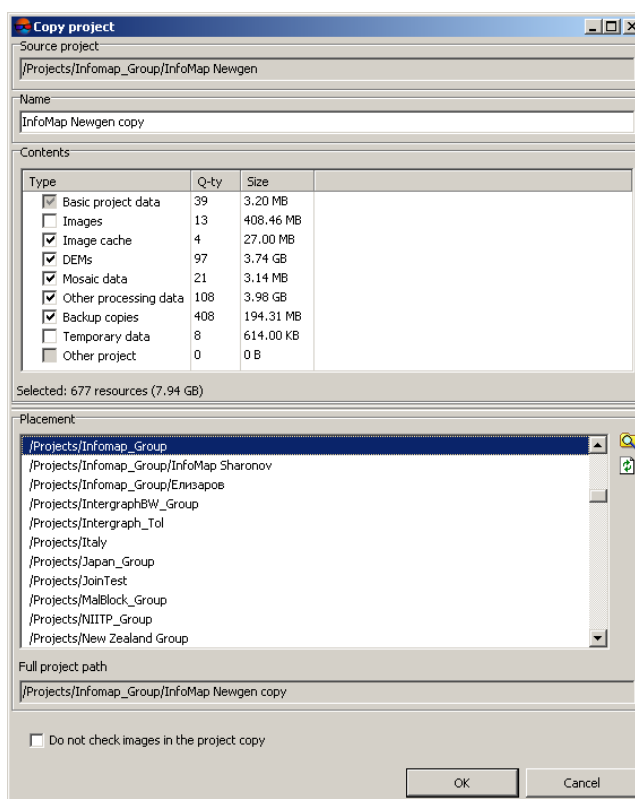 Copy project
Source project
/Projects/Infomap_Group/InfoMap Newgen
Name
InfoMap Newgen copy
Contents
Type Q-ty Size
Basic project data 39 3.20 MB
Images 13 408.46 MB
Image cache 4 27.00 MB
DEMs 97 3.74 GB
Mosaic data 21 3.14 MB
Other processing data 108 3.98 GB
Backup copies 408 194.31 MB
Temporary data 8 614.00 KB
Other project 0 0 B
Selected: 677 resources (7.94 GB)
Placement
/Projects/Infomap_Group
/Projects/Infomap_Group/InfoMap Sharonov
/Projects/Infomap_Group/Елизаров
/Projects/IntergraphBW_Group
/Projects/Intergraph_Tol
/Projects/Italy
/Projects/Japan_Group
/Projects/JoinTest
/Projects/MalBlock_Group
/Projects/NIITP_Group
/Projects/New Zealand Group
Full project path
/Projects/Infomap_Group/InfoMap Newgen copy
Do not check images in the project copy
OK Cancel